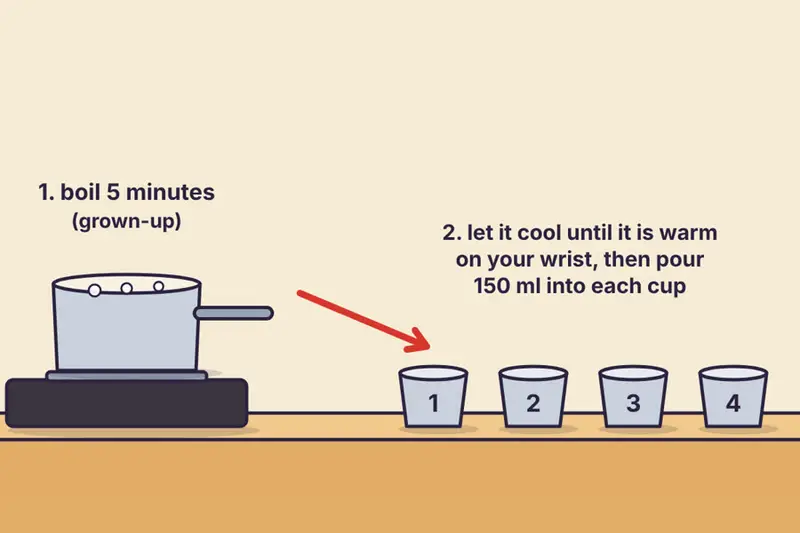 1. boil 5 minutes
(grown-up)
2. let it cool until it is warm
on your wrist, then pour
150 ml into each cup
1
2
3
4